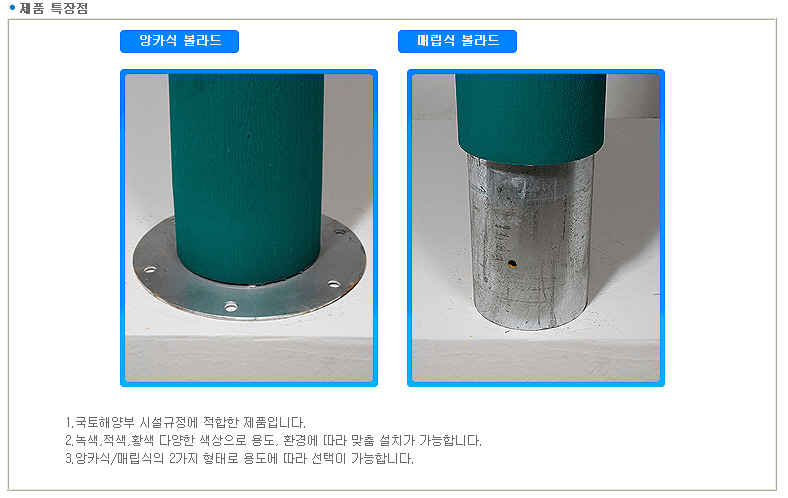 제품 특장점
앙카식 볼라드
매립식 볼라드
1.국토해양부 시설규정에 적합한 제품입니다.
2.녹색,적색,황색 다양한 색상으로 용도, 환경에 따라 맞춤 설치가 가능합니다.
3.앙카식/매립식의 2가지 형태로 용도에 따라 선택이 가능합니다.